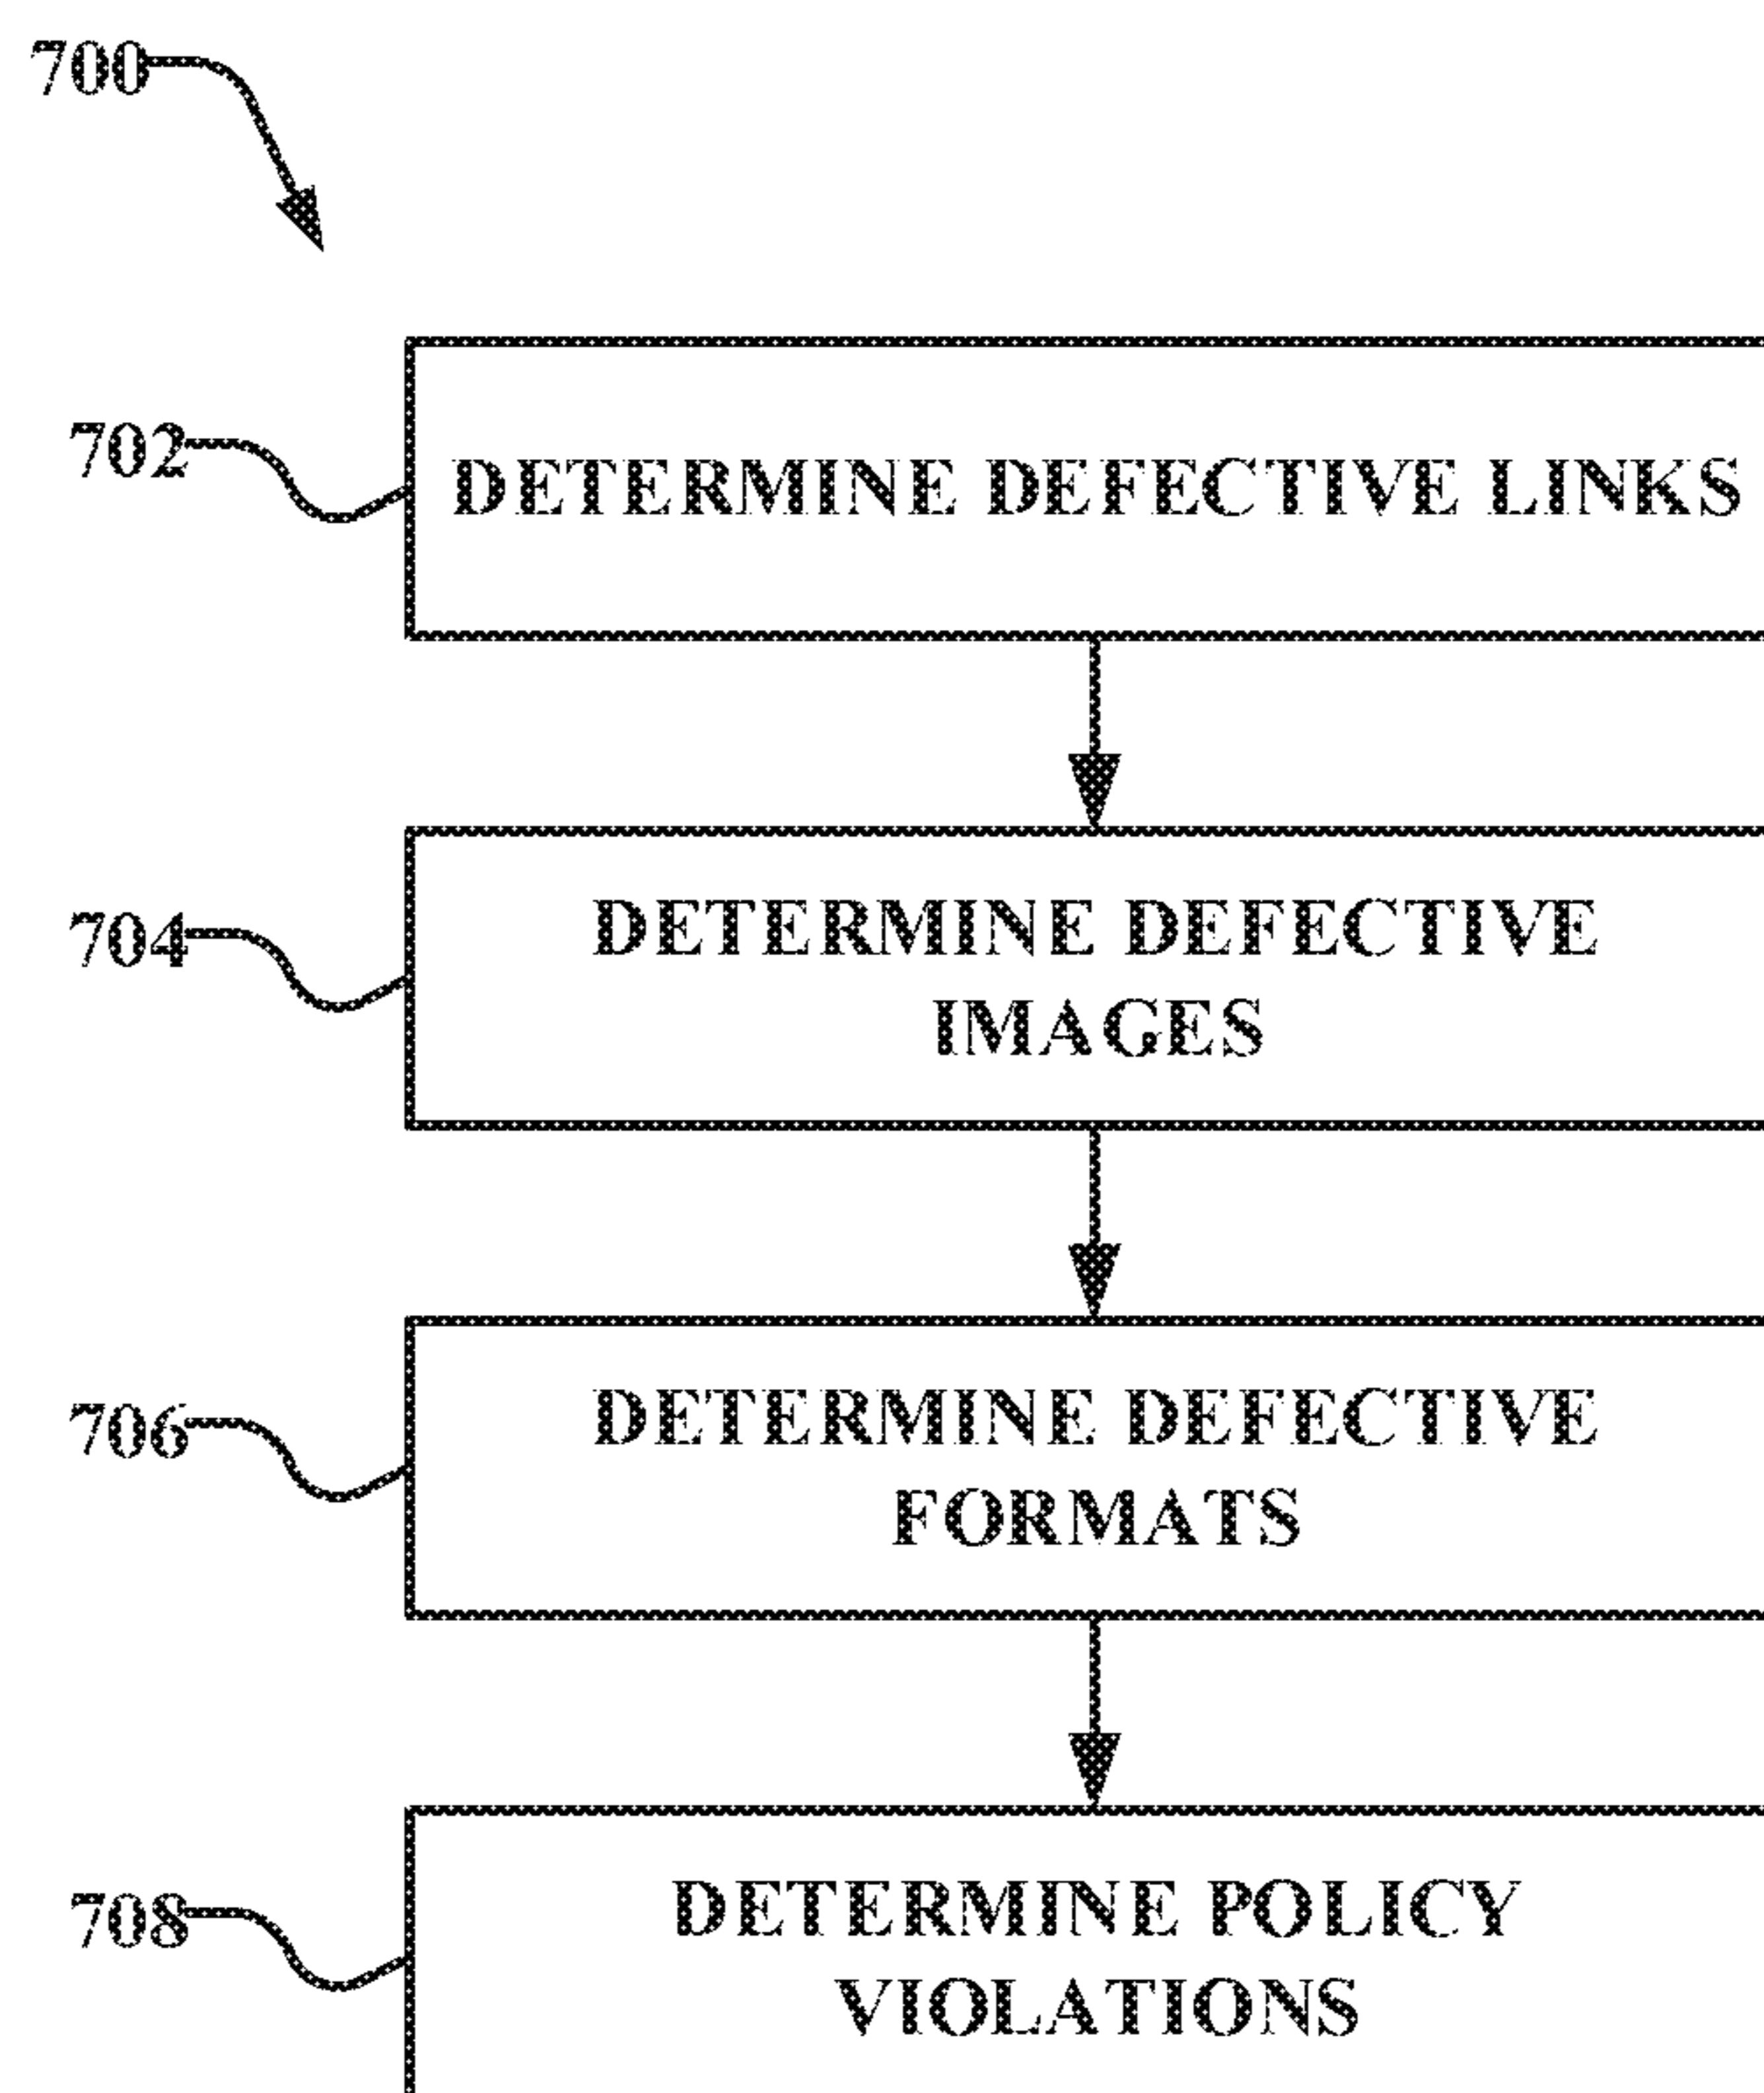 700
702
DETERMINE DEFECTIVE LINKS
704
DETERMINE DEFECTIVE
IMAGES
706
DETERMINE DEFECTIVE
FORMATS
708
DETERMINE POLICY
VIOLATIONS